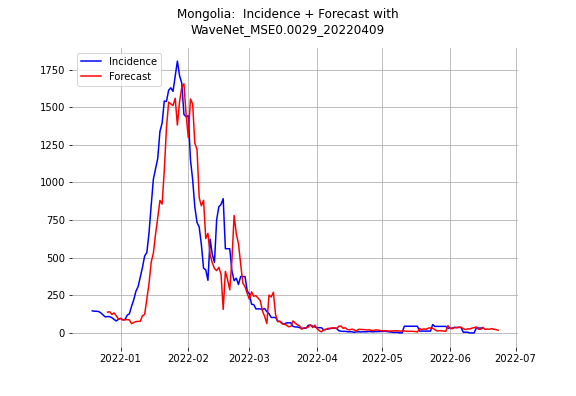 Mongolia:  Incidence + Forecast with
WaveNet_MSE0.0029_20220409
Incidence
Forecast
1750
1500
1250
1000
750
500
250
0
2022-01 2022-02 2022-03 2022-04 2022-05 2022-06 2022-07